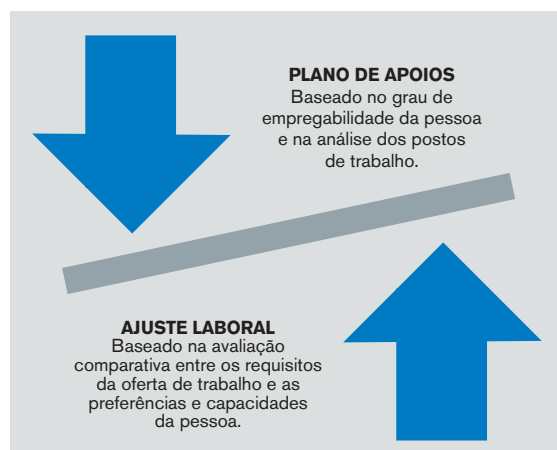 PLANO DE APOIOS
Baseado no grau de
empregabilidade da pessoa
e na análise dos postos
de trabalho.
AJUSTE LABORAL
Baseado na avaliação
comparativa entre os requisitos
da oferta de trabalho e as
preferências e capacidades
da pessoa.